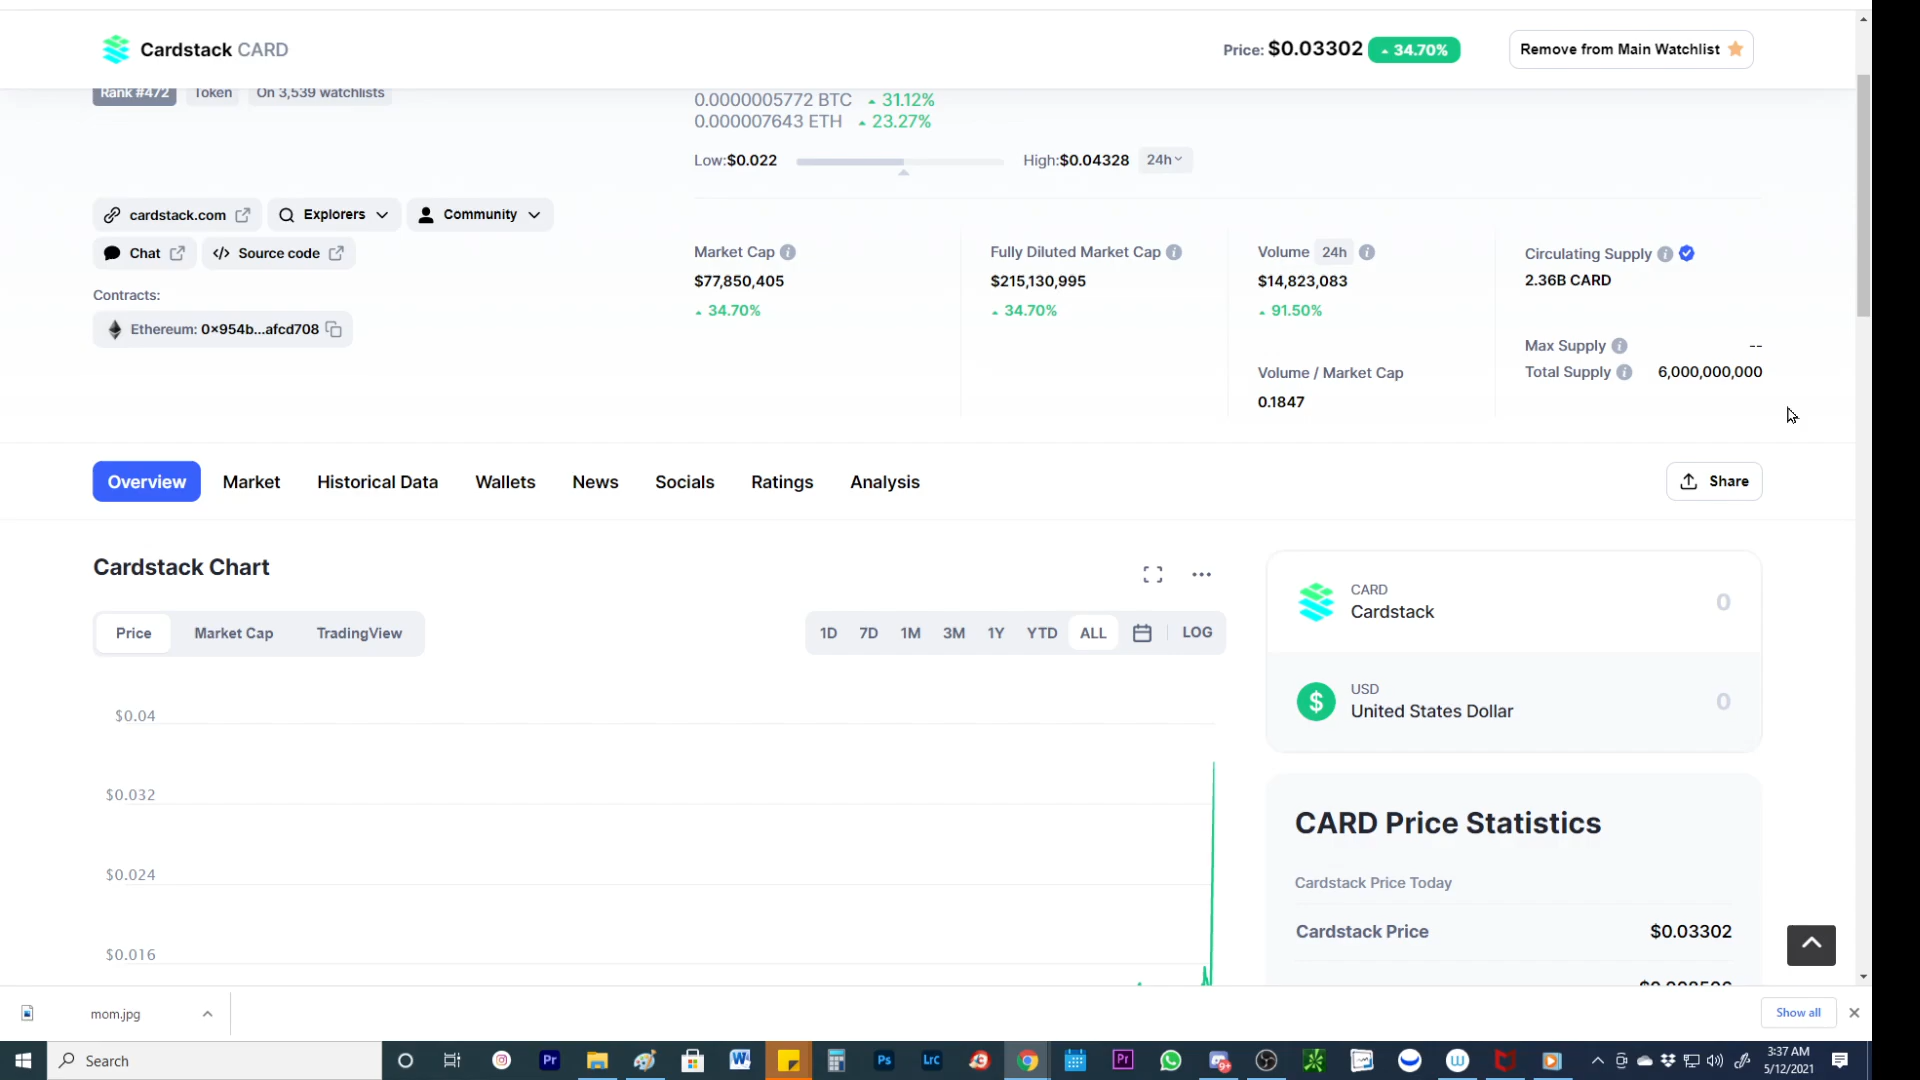 Cardstack CARD
Price: $0.03302 34.70%
Remove from Main Watchlist
Rank #472 Token On 3,539 watchlists
0.0000005772 BTC 31.12%
0.000007643 ETH 23.27%
Low:$0.022 High:$0.04328 24h
cardstack.com Explorers Community
Chat Source code
Contracts:
Ethereum: 0×954b...afcd708
Market Cap
$77,850,405
34.70%
Fully Diluted Market Cap
$215,130,995
34.70%
Volume 24h
$14,823,083
91.50%
Volume / Market Cap
0.1847
Circulating Supply
2.36B CARD
Max Supply --
Total Supply 6,000,000,000
Overview Market Historical Data Wallets News Socials Ratings Analysis Share
Cardstack Chart
Price Market Cap TradingView
1D 7D 1M 3M 1Y YTD ALL LOG
$0.04
$0.032
$0.024
$0.016
CARD
Cardstack 0
USD
United States Dollar 0
CARD Price Statistics
Cardstack Price Today
Cardstack Price $0.03302
mom.jpg
Show all
Search
3:37 AM
5/12/2021